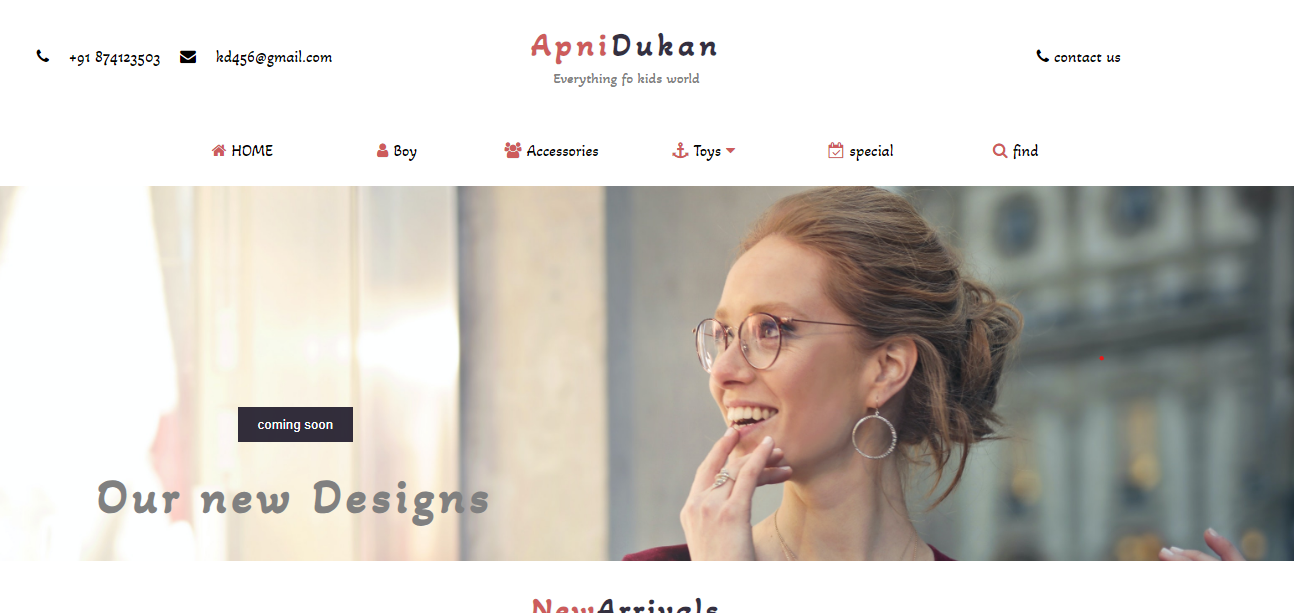 +91 874123503 kd456@gmail.com
ApniDukan
Everything fo kids world
contact us
HOME Boy Accessories Toys special find
coming soon
Our new Designs
NewArrivals